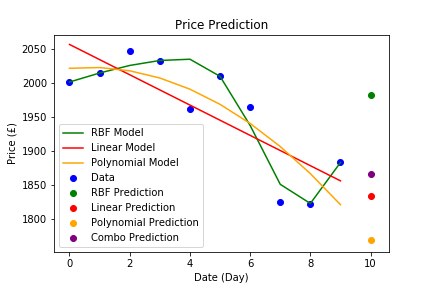 Price Prediction
Price (£)
2050
2000
1950
1900
1850
1800
RBF Model
Linear Model
Polynomial Model
Data
RBF Prediction
Linear Prediction
Polynomial Prediction
Combo Prediction
0 2 4 6 8 10
Date (Day)